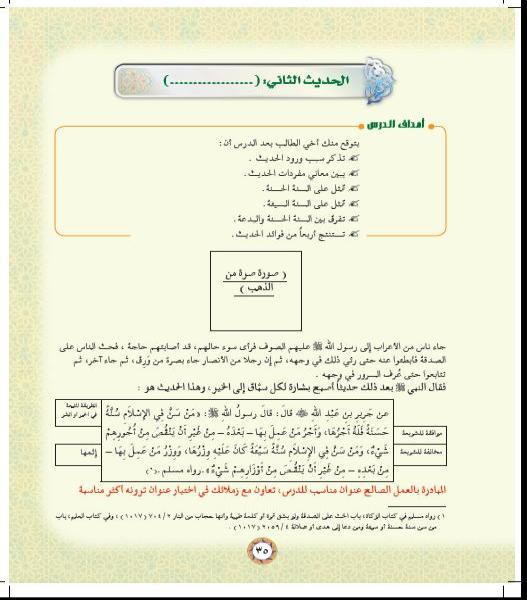 الحديث الثاني: (------------------)
أهداف الدرس
يتوقع منك أخي الطالب بعد الدرس أن:
تذكر سبب ورود الحديث .
يبين معاني مفردات الحديث.
تمثل على السنة الحسنة.
تمثل على السنة السيئة.
تفرق بين السنة الحسنة والبدعة.
تستنتج أربعاً من فوائد الحديث.
( صورة صرة من
الذهب )
جاء ناس من الأعراب إلى رسول الله ﷺ عليهم الصوف فرأى سوء حالهم، قد أصابتهم حاجة ، فحث الناس على
الصدقة فأبطئوا عنه حتى رئي ذلك في وجهه، ثم إن رجلا من الأنصار جاء بصرة من وَرِق، ثم جاء آخر، ثم
تتابعوا حتى عُرف السرور في وجهه .
فقال النبي ﷺ بعد ذلك حديثاً أصبح بشارة لكل سبَّاق إلى الخير، وهذا الحديث هو :
عن جَرِيرِ بنِ عَبْدِ اللهِ ﷺ قال: قالَ رسولُ اللهِ ﷺ: «مَنْ سَنَّ فِي الإِسْلَامِ سُنَّةً
حَسَنَةً فَلَهُ أَجْرُهَا، وَأَجْرُ مَنْ عَمِلَ بِهَا – بَعْدَهُ – مِنْ غَيْرِ أَنْ يَنْقُصَ مِنْ أُجُورِهِمْ
شَيْءٌ، وَمَنْ سَنَّ فِي الإِسْلَامِ سُنَّةً سَيِّئَةً كَانَ عَلَيْهِ وِزْرُهَا، وَوِزْرُ مَنْ عَمِلَ بِهَا –
مِنْ بَعْدِهِ – مِنْ غَيْرِ أَنْ يَنْقُصَ مِنْ أَوْزَارِهِمْ شَيْءٌ».رواه مسلم.(١)
في الخير أو الشر
موافقة للشريعة
مخالفة للشريعة
إثمها
المبادرة بالعمل الصالح عنوان مناسب للدرس، تعاون مع زملائك في اختيار عنوان ترونه أكثر مناسبة
١) رواه مسلم في كتاب الزكاة، باب الحث على الصدقة ولو بشق تمرة أو كلمة طيبة وأنها حجاب من النار ٧٠٤/٢ (١٠١٧) ، وفي كتاب العلم، باب
من سن سنة حسنة أو سيئة ومن دعا إلى هدى أو ضلالة ٢٠٥٩/٤ (١٠١٧) .
٣٥